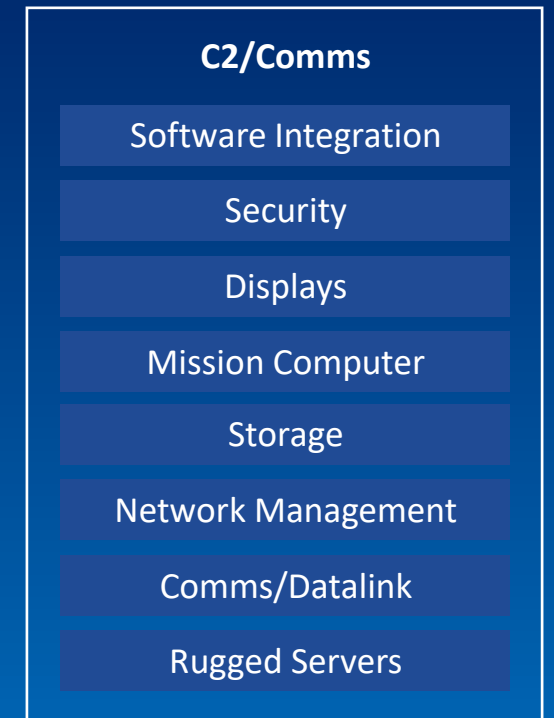 C2/Comms
Software Integration
Security
Displays
Mission Computer
Storage
Network Management
Comms/Datalink
Rugged Servers